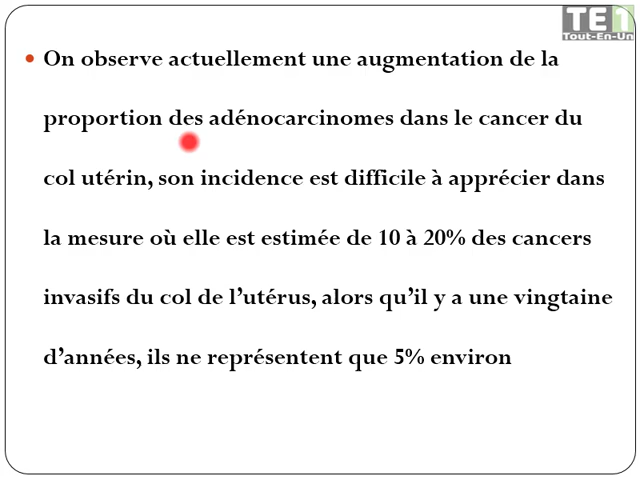 TE1
Tout-En-Un
On observe actuellement une augmentation de la
proportion des adénocarcinomes dans le cancer du
col utérin, son incidence est difficile à apprécier dans
la mesure où elle est estimée de 10 à 20% des cancers
invasifs du col de l’utérus, alors qu’il y a une vingtaine
d’années, ils ne représentent que 5% environ